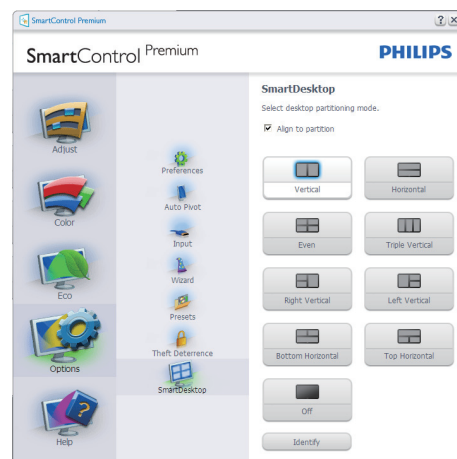 SmartControl Premium
?
SmartControl Premium
PHILIPS
Adjust
Color
Eco
Options
Help
Preferences
Auto Pivot
Input
Wizard
Presets
Theft Deterrence
SmartDesktop
SmartDesktop
Select desktop partitioning mode.
Align to partition
Vertical
Horizontal
Even
Triple Vertical
Right Vertical
Left Vertical
Bottom Horizontal
Top Horizontal
Off
Identify